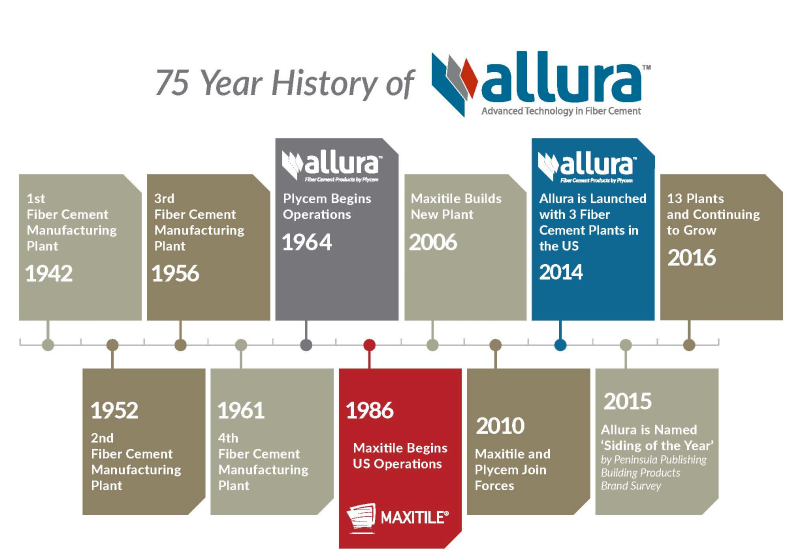 75 Year History of allura™
Advanced Technology in Fiber Cement
1st
Fiber Cement
Manufacturing
Plant
1942
3rd
Fiber Cement
Manufacturing
Plant
1956
allura™
Fiber Cement Products by Plycem
Plycem Begins
Operations
1964
Maxitile Builds
New Plant
2006
allura™
Fiber Cement Products by Plycem
Allura is Launched
with 3 Fiber
Cement Plants in
the US
2014
13 Plants
and Continuing
to Grow
2016
1952
2nd
Fiber Cement
Manufacturing
Plant
1961
4th
Fiber Cement
Manufacturing
Plant
1986
Maxitile Begins
US Operations
MAXITILE®
2010
Maxitile and
Plycem Join
Forces
2015
Allura is Named
‘Siding of the Year’
by Peninsula Publishing
Building Products
Brand Survey